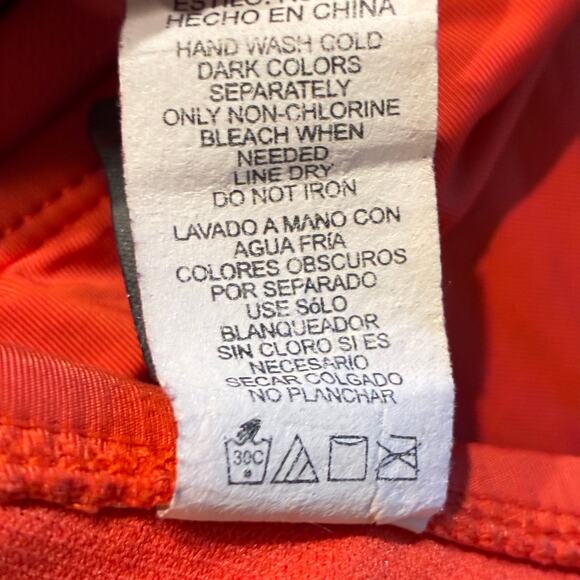 HECHO EN CHINA
HAND WASH COLD
DARK COLORS
SEPARATELY
ONLY NON-CHLORINE
BLEACH WHEN
NEEDED
LINE DRY
DO NOT IRON
LAVADO A MANO CON
AGUA FRÍA
COLORES OBSCUROS
POR SEPARADO
USE SóLO
BLANQUEADOR
SIN CLORO SI ES
NECESARIO
SECAR COLGADO
NO PLANCHAR
30C